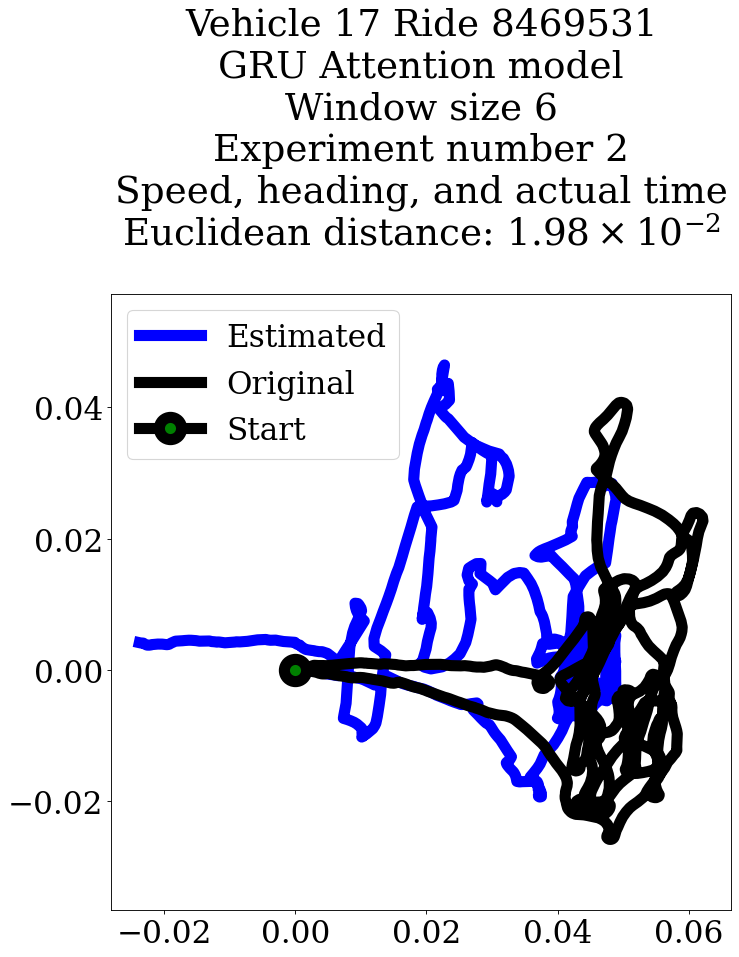 Vehicle 17 Ride 8469531
GRU Attention model
Window size 6
Experiment number 2
Speed, heading, and actual time
Euclidean distance: 1.98 × 10⁻²
Estimated
Original
Start
0.04
0.02
0.00
−0.02
−0.02 0.00 0.02 0.04 0.06